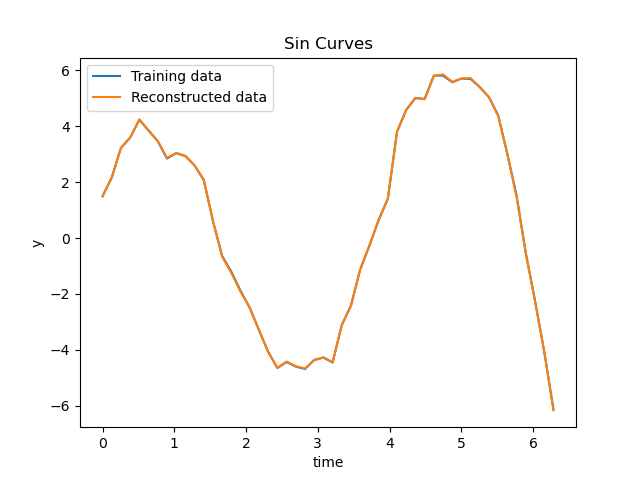 Sin Curves
Training data
Reconstructed data
6
4
2
0
−2
−4
−6
y
0 1 2 3 4 5 6
time